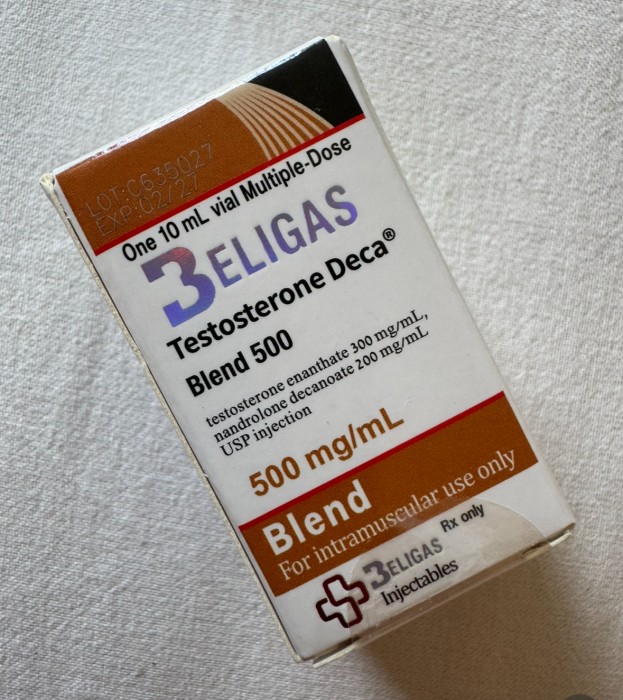 LOT:C635027
EXP:02/27
One 10 mL vial Multiple-Dose
BELIGAS
Testosterone Deca®
Blend 500
testosterone enanthate 300 mg/mL,
nandrolone decanoate 200 mg/mL
USP injection
500 mg/mL
Blend
For intramuscular use only
Rx only
BELIGAS
Injectables